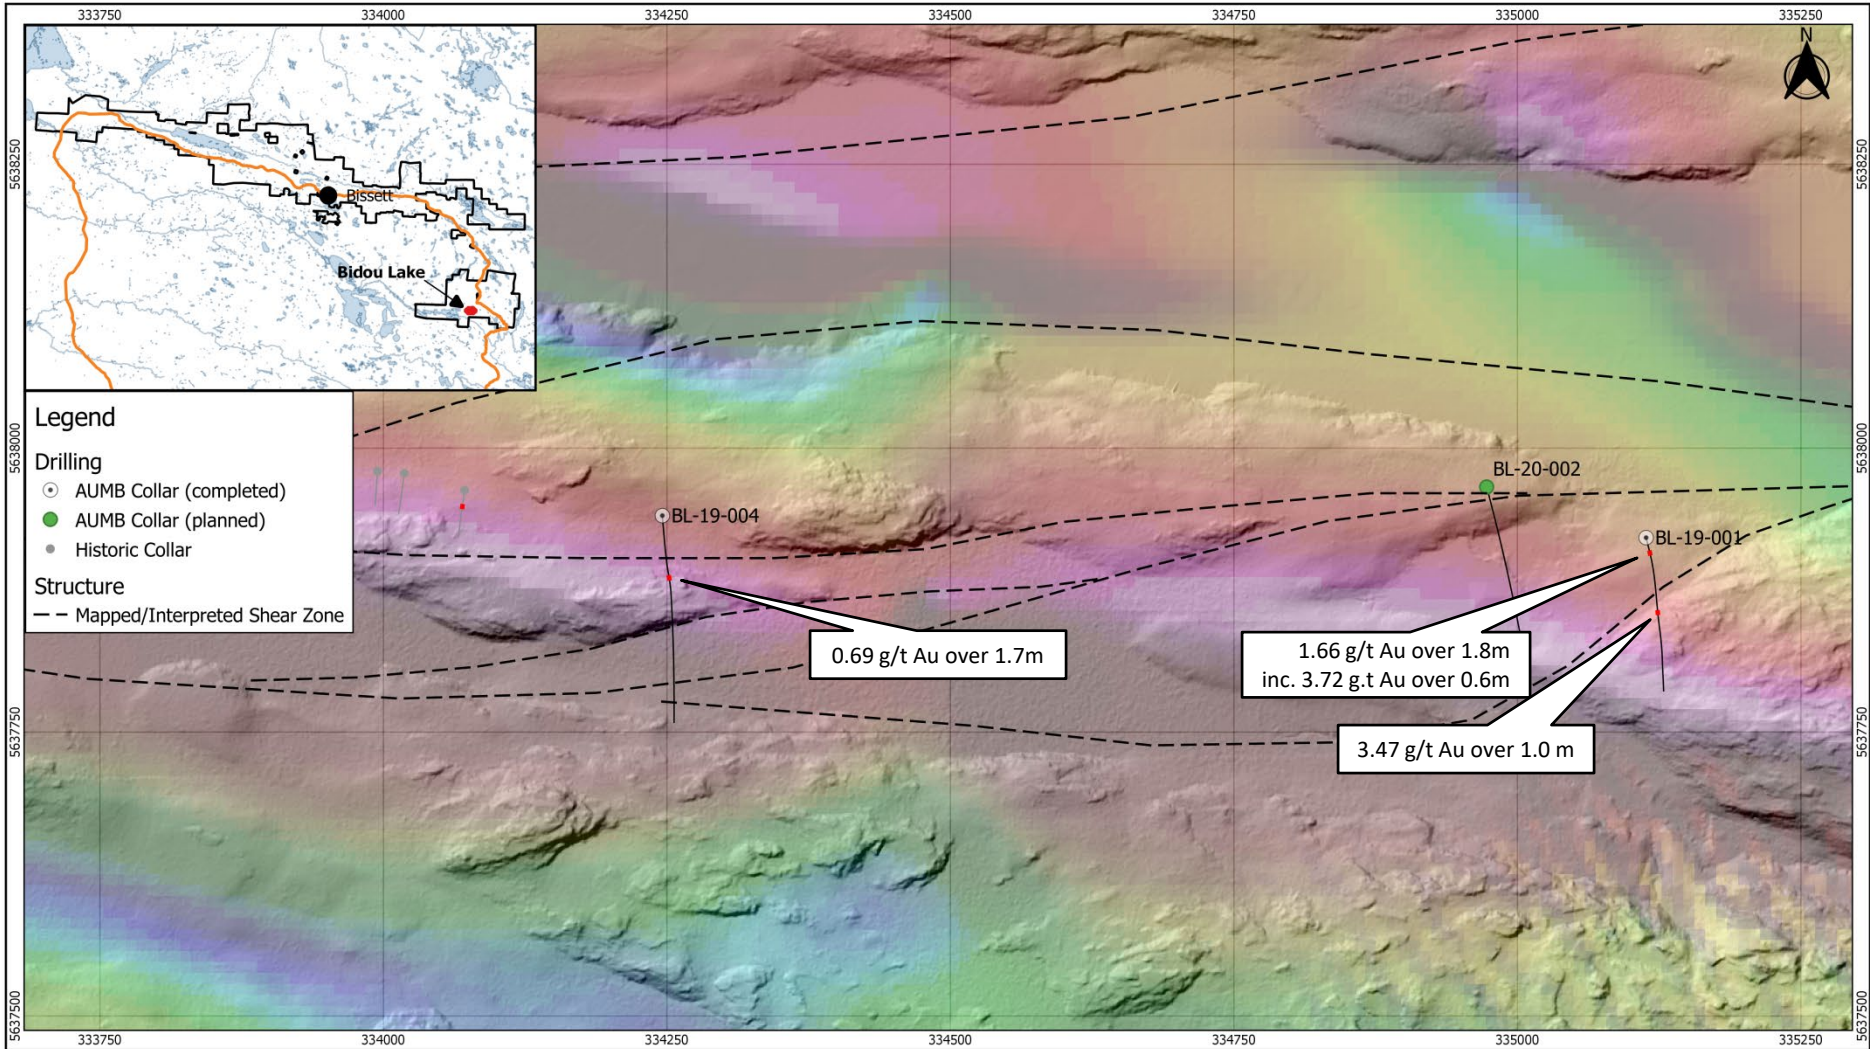 333750 334000 334250 334500 334750 335000 335250
N
5638250 5638250
Bissett
Bidou Lake
Legend
Drilling
AUMB Collar (completed)
AUMB Collar (planned)
Historic Collar
Structure
Mapped/Interpreted Shear Zone
5638000 5638000
BL-20-002
BL-19-004
BL-19-001
0.69 g/t Au over 1.7m
1.66 g/t Au over 1.8m
inc. 3.72 g.t Au over 0.6m
3.47 g/t Au over 1.0 m
5637750 5637750
5637500 5637500
333750 334000 334250 334500 334750 335000 335250